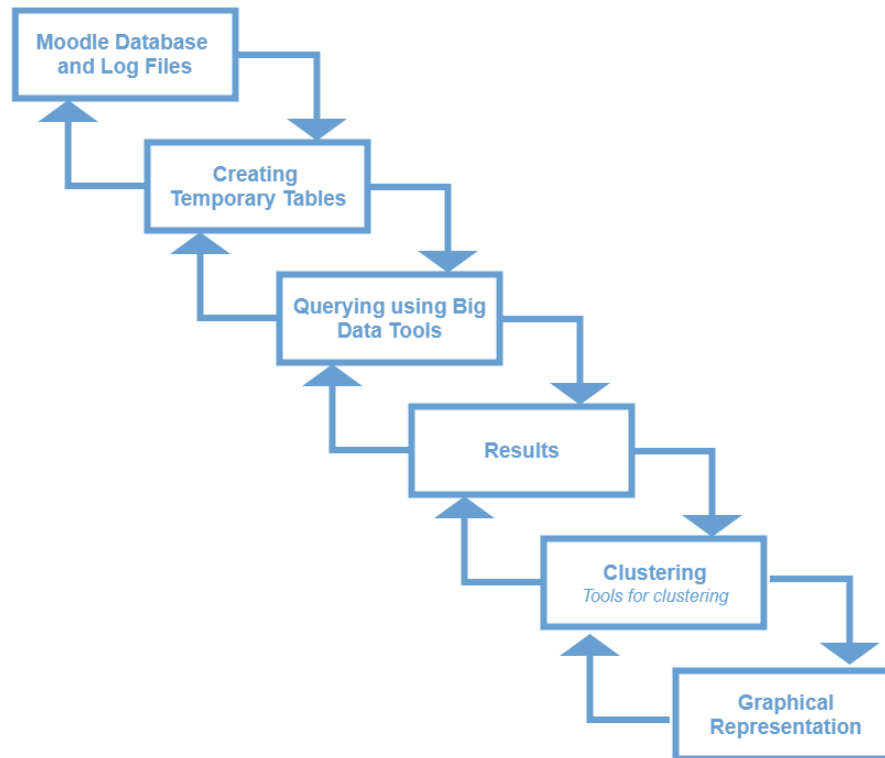 Moodle Database
and Log Files
Creating
Temporary Tables
Querying using Big
Data Tools
Results
Clustering
Tools for clustering
Graphical
Representation